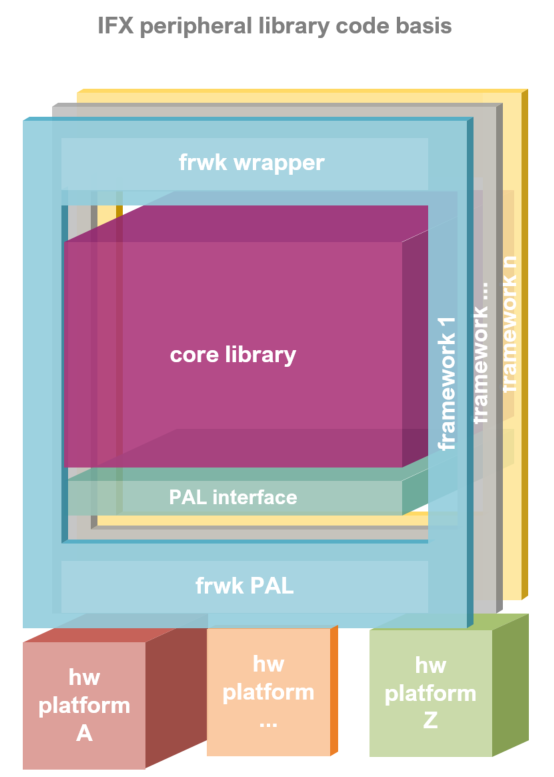 IFX peripheral library code basis
frwk wrapper
core library
framework 1
framework ...
framework n
PAL interface
frwk PAL
hw
platform
A
hw
platform
...
hw
platform
Z